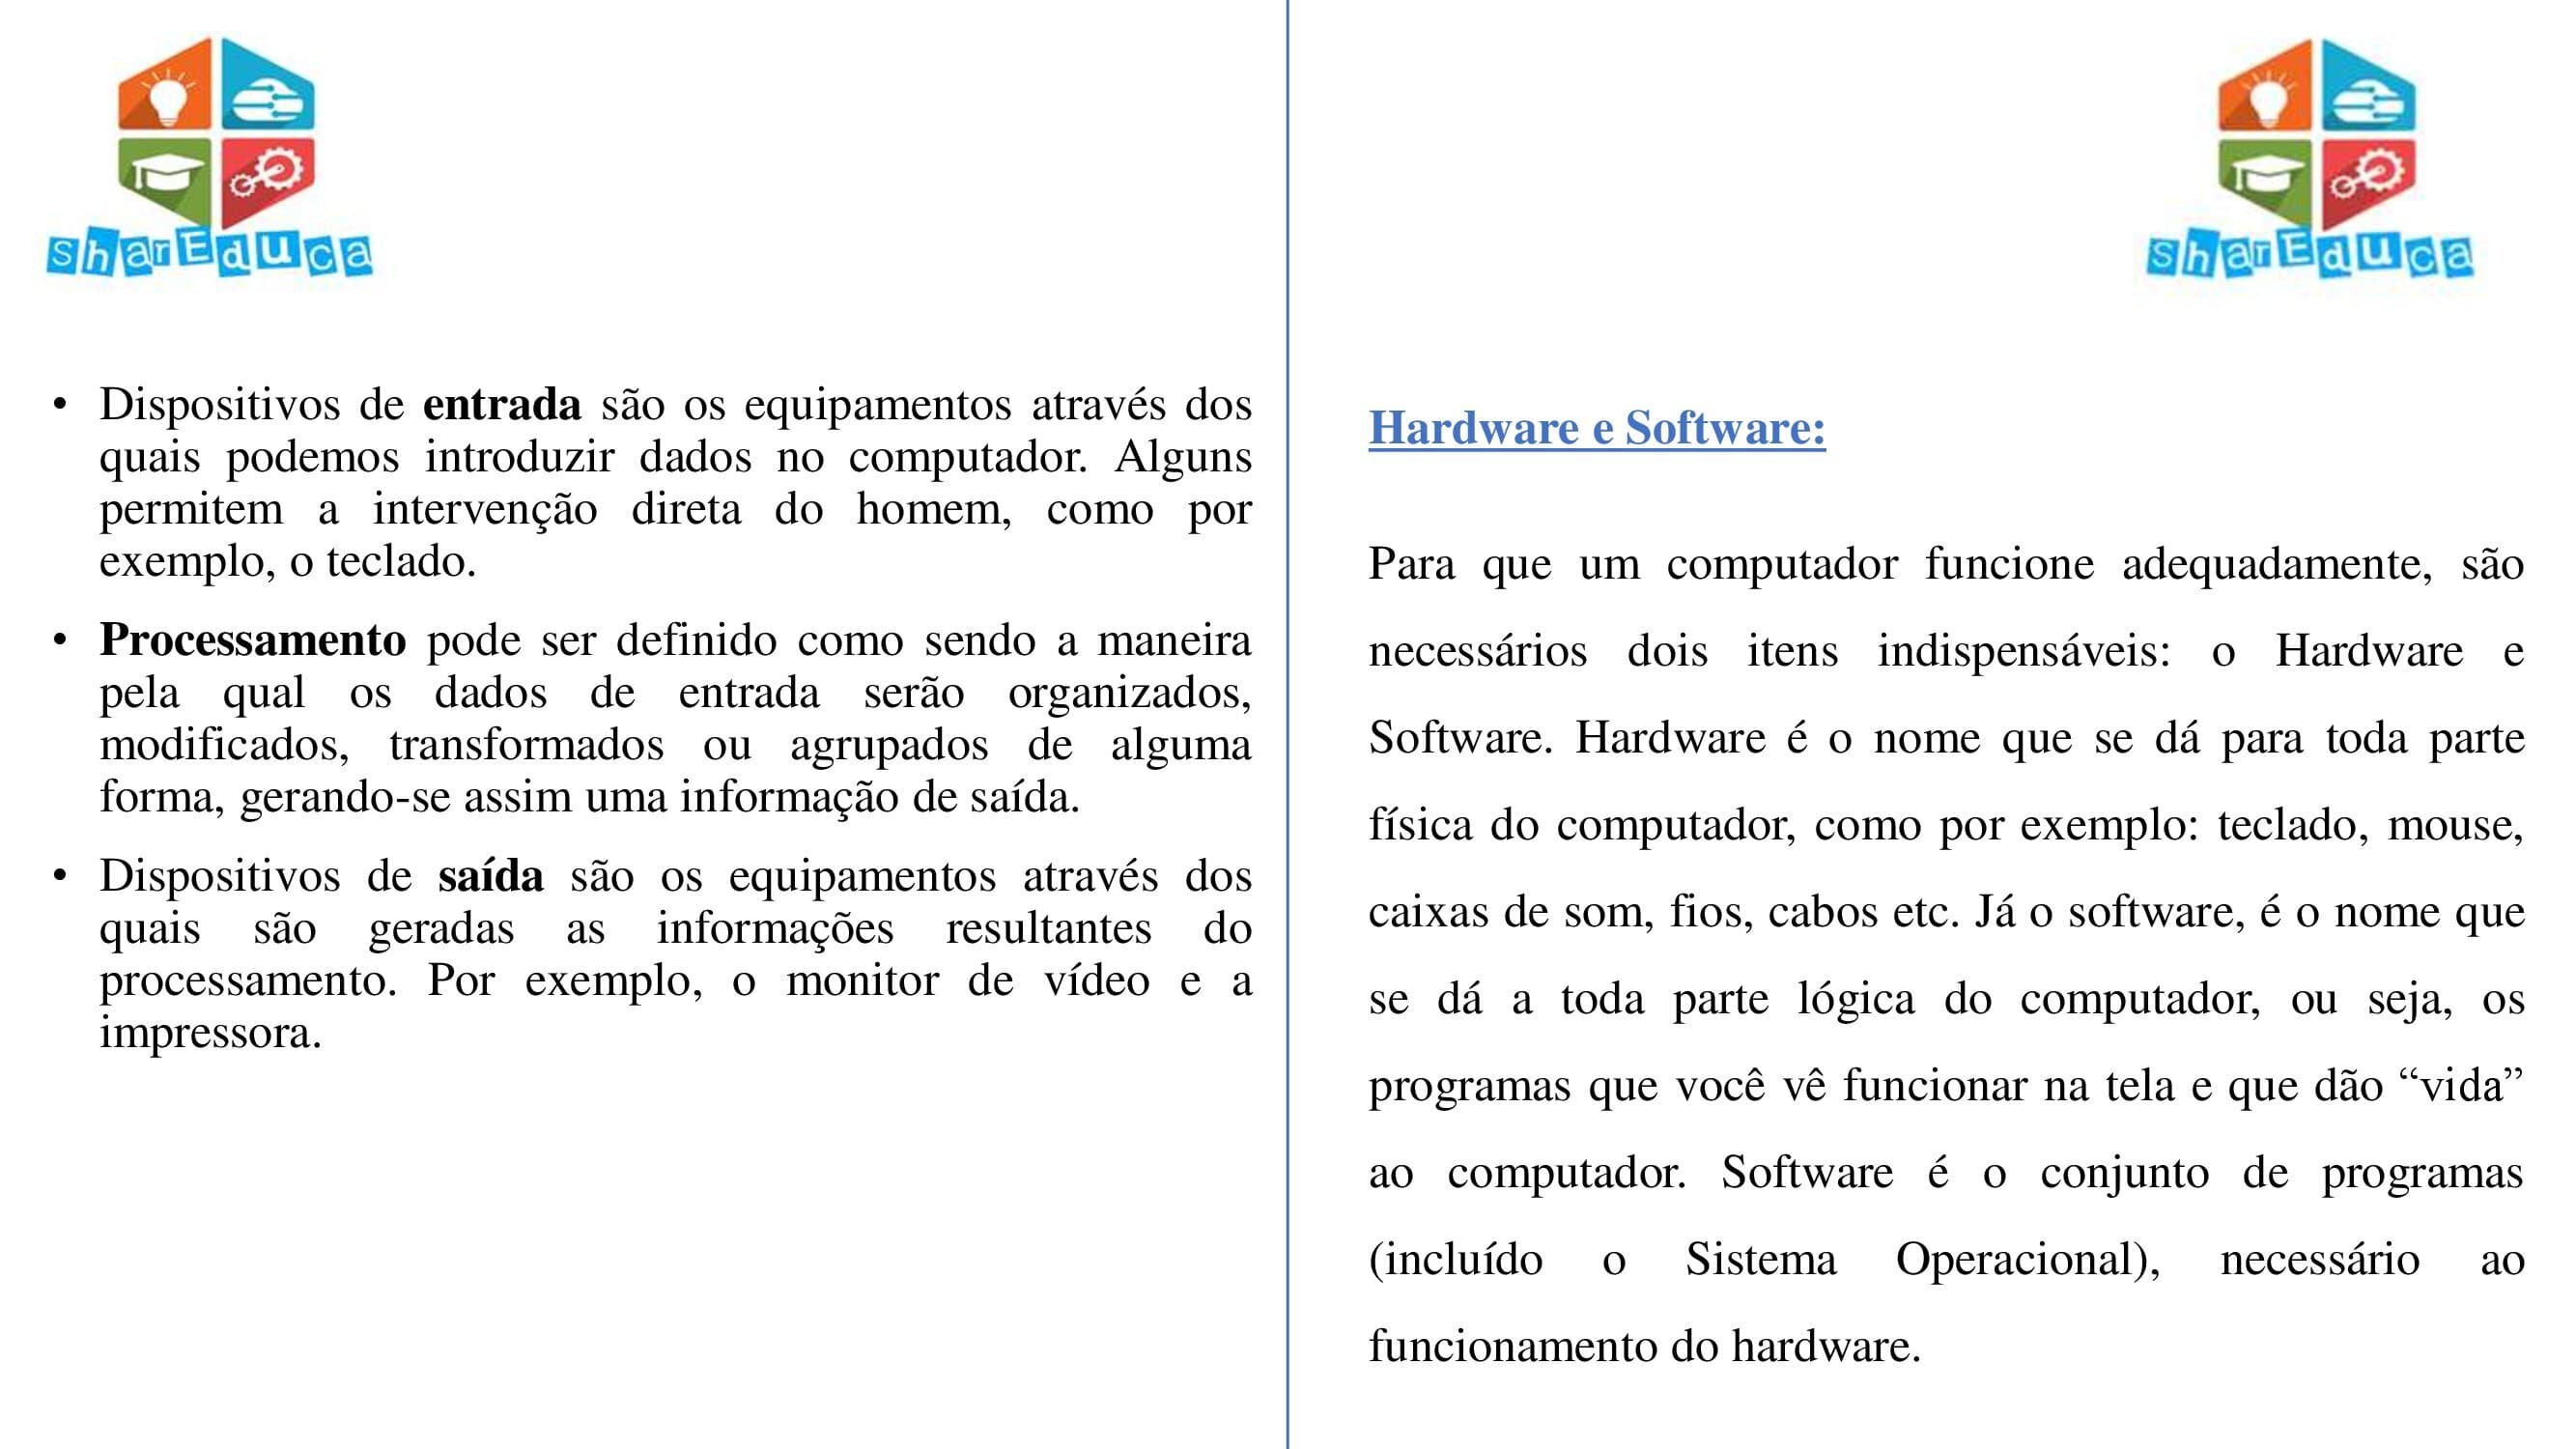 sharEduca
• Dispositivos de entrada são os equipamentos através dos
quais podemos introduzir dados no computador. Alguns
permitem a intervenção direta do homem, como por
exemplo, o teclado.
• Processamento pode ser definido como sendo a maneira
pela qual os dados de entrada serão organizados,
modificados, transformados ou agrupados de alguma
forma, gerando-se assim uma informação de saída.
• Dispositivos de saída são os equipamentos através dos
quais são geradas as informações resultantes do
processamento. Por exemplo, o monitor de vídeo e a
impressora.
sharEduca
Hardware e Software:
Para que um computador funcione adequadamente, são
necessários dois itens indispensáveis: o Hardware e
Software. Hardware é o nome que se dá para toda parte
física do computador, como por exemplo: teclado, mouse,
caixas de som, fios, cabos etc. Já o software, é o nome que
se dá a toda parte lógica do computador, ou seja, os
programas que você vê funcionar na tela e que dão “vida”
ao computador. Software é o conjunto de programas
(incluído o Sistema Operacional), necessário ao
funcionamento do hardware.